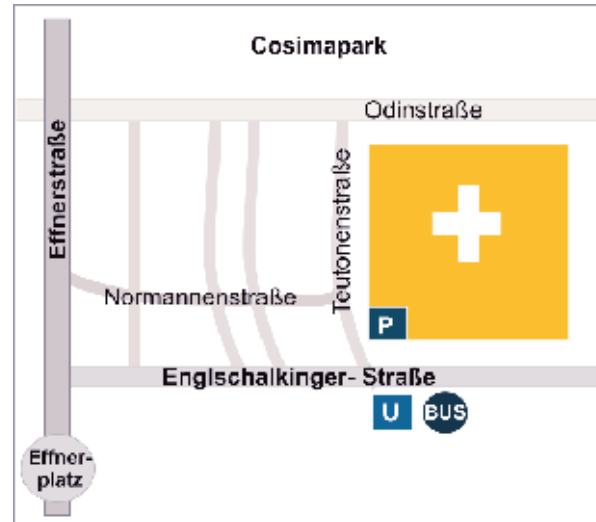 Cosimapark
Odinstraße
Effnerstraße
Teutonenstraße
Normannenstraße
P
Englschalkinger- Straße
U
BUS
Effner-
platz